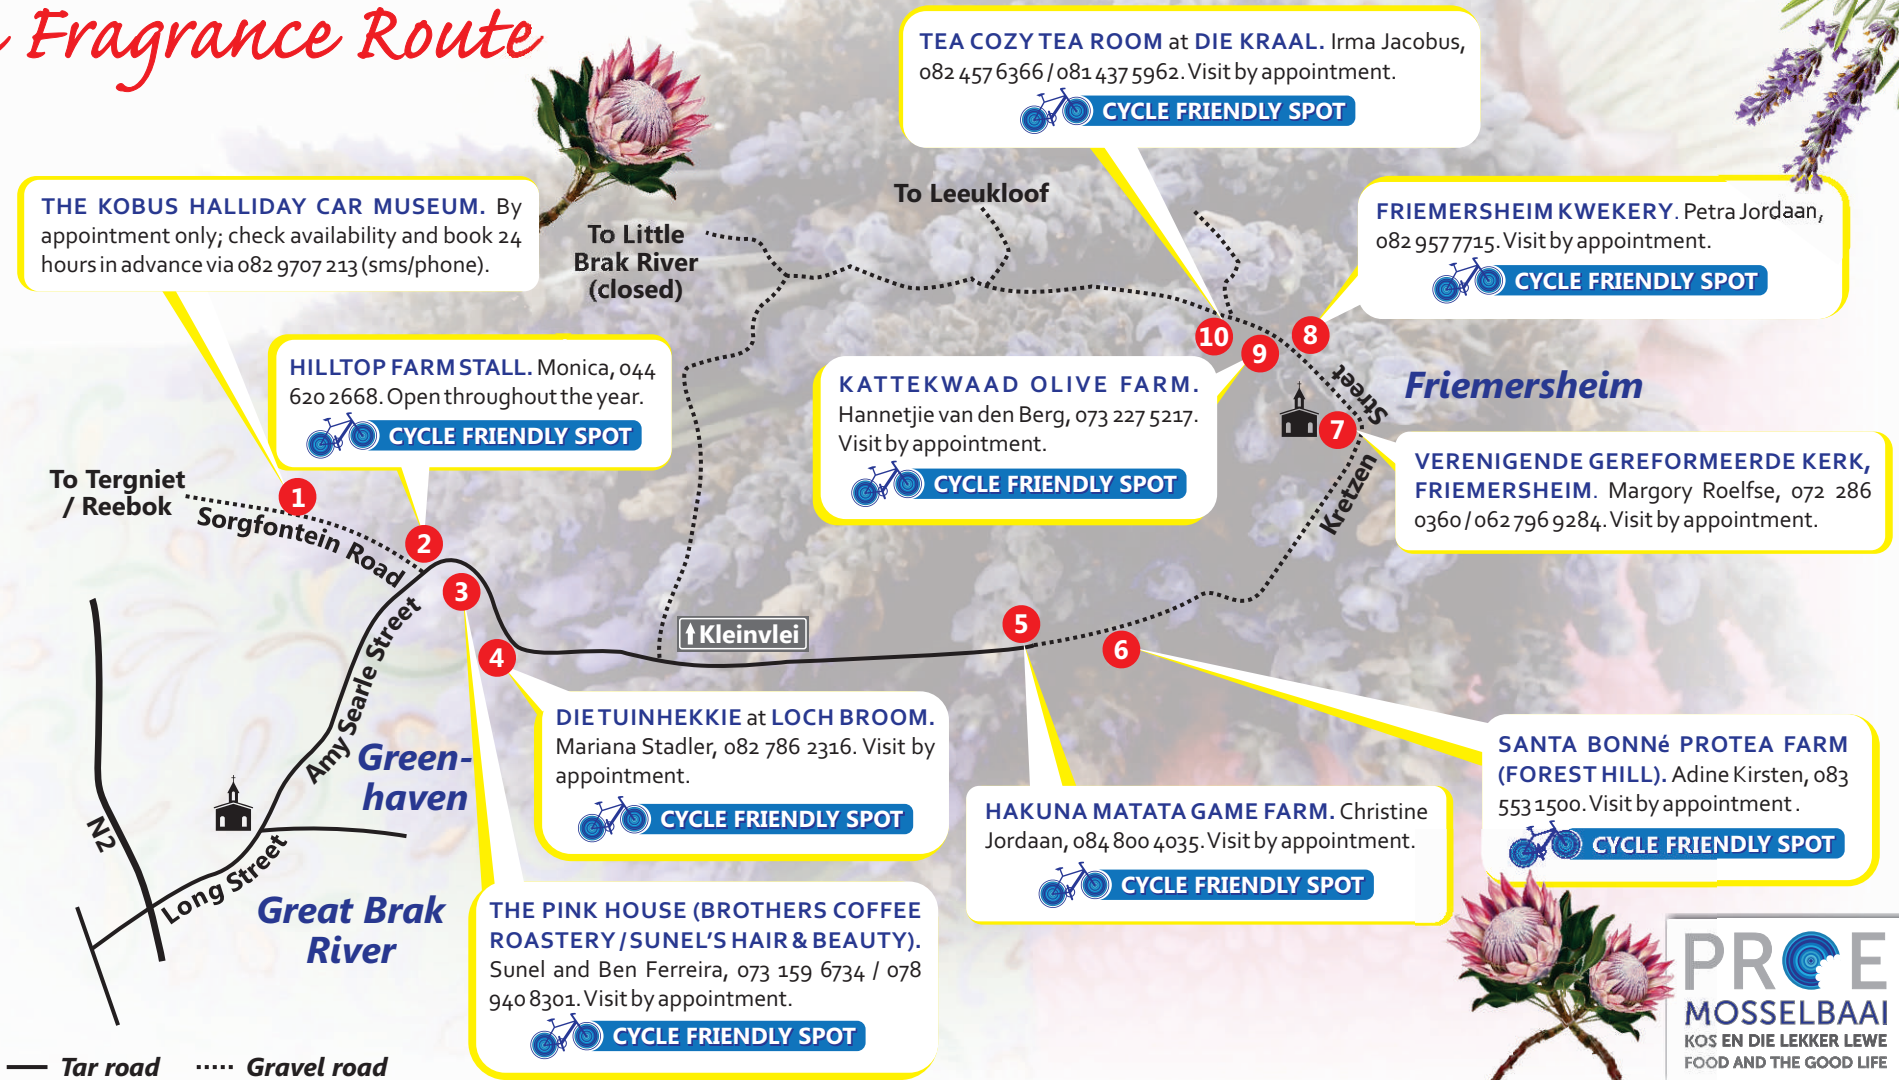 Fragrance Route
TEA COZY TEA ROOM at DIE KRAAL. Irma Jacobus,
082 457 6366 / 081 437 5962. Visit by appointment.
CYCLE FRIENDLY SPOT
THE KOBUS HALLIDAY CAR MUSEUM. By
appointment only; check availability and book 24
hours in advance via 082 9707 213 (sms/phone).
To Little
Brak River
(closed)
To Leeukloof
FRIEMERSHEIM KWEKERY. Petra Jordaan,
082 957 7715. Visit by appointment.
CYCLE FRIENDLY SPOT
HILLTOP FARM STALL. Monica, 044
620 2668. Open throughout the year.
CYCLE FRIENDLY SPOT
10
9
8
KATTEKWAAD OLIVE FARM.
Hannetjie van den Berg, 073 227 5217.
Visit by appointment.
CYCLE FRIENDLY SPOT
Friemersheim
Kretzen Street
7
VERENIGENDE GEREFORMEERDE KERK,
FRIEMERSHEIM. Margory Roelfse, 072 286
0360 / 062 796 9284. Visit by appointment.
To Tergniet
/ Reebok
1
Sorgfontein Road
2
3
4
Kleinvlei
5
6
Amy Searle Street
Green-
haven
N2
Long Street
Great Brak
River
DIE TUINHEKKIE at LOCH BROOM.
Mariana Stadler, 082 786 2316. Visit by
appointment.
CYCLE FRIENDLY SPOT
HAKUNA MATATA GAME FARM. Christine
Jordaan, 084 800 4035. Visit by appointment.
CYCLE FRIENDLY SPOT
SANTA BONNé PROTEA FARM
(FOREST HILL). Adine Kirsten, 083
553 1500. Visit by appointment .
CYCLE FRIENDLY SPOT
THE PINK HOUSE (BROTHERS COFFEE
ROASTERY / SUNEL'S HAIR & BEAUTY).
Sunel and Ben Ferreira, 073 159 6734 / 078
940 8301. Visit by appointment.
CYCLE FRIENDLY SPOT
PROE
MOSSELBAAI
KOS EN DIE LEKKER LEWE
FOOD AND THE GOOD LIFE
Tar road
Gravel road